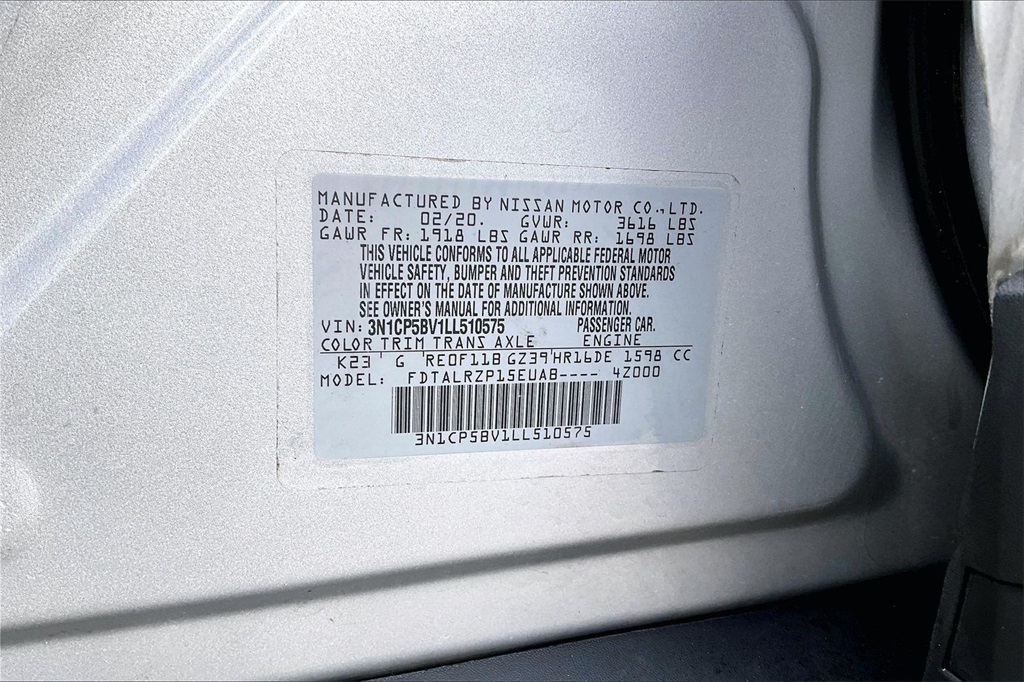 MANUFACTURED BY NISSAN MOTOR CO.,LTD.
DATE: 02/20. GVWR: 3616 LBS
GAWR FR: 1918 LBS GAWR RR: 1698 LBS
THIS VEHICLE CONFORMS TO ALL APPLICABLE FEDERAL MOTOR
VEHICLE SAFETY, BUMPER AND THEFT PREVENTION STANDARDS
IN EFFECT ON THE DATE OF MANUFACTURE SHOWN ABOVE.
SEE OWNER'S MANUAL FOR ADDITIONAL INFORMATION.
VIN: 3N1CP5BV1LL510575 PASSENGER CAR.
COLOR TRIM TRANS AXLE ENGINE
K23 G RE0F11B GZ39 HR16DE 1598 CC
MODEL: FDTALRZP15EUAB---- 4Z000
3N1CP5BV1LL510575